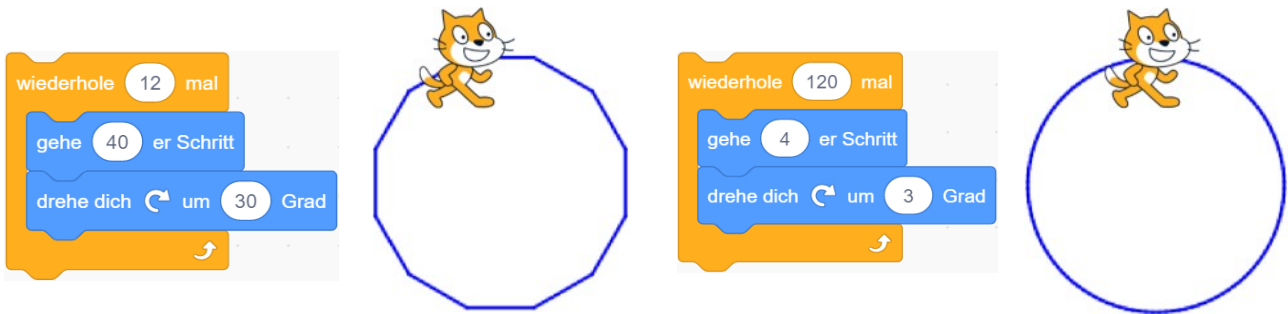 wiederhole 12 mal
gehe 40 er Schritt
drehe dich um 30 Grad
wiederhole 120 mal
gehe 4 er Schritt
drehe dich um 3 Grad